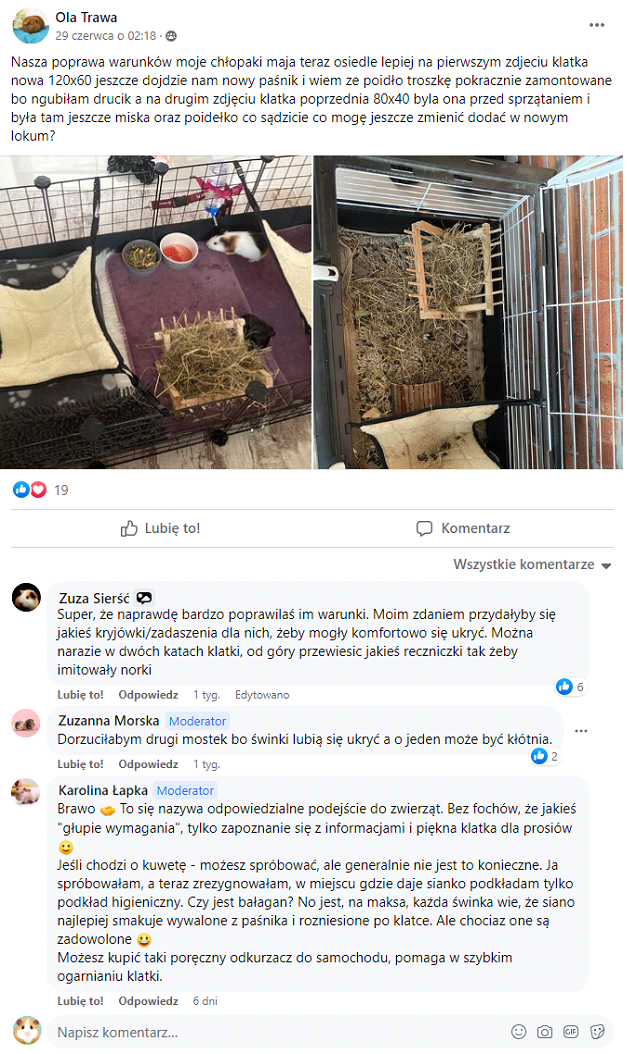 Ola Trawa
29 czerwca o 02:18 ·
Nasza poprawa warunków moje chłopaki maja teraz osiedle lepiej na pierwszym zdjeciu klatka
nowa 120x60 jeszcze dojdzie nam nowy paśnik i wiem ze poidło troszkę pokracznie zamontowane
bo ngubiłam drucik a na drugim zdjęciu klatka poprzednia 80x40 byla ona przed sprzątaniem i
była tam jeszcze miska oraz poidełko co sądzicie co mogę jeszcze zmienić dodać w nowym
lokum?
19
Lubię to!
Komentarz
Wszystkie komentarze
Zuza Sierść
Super, że naprawdę bardzo poprawilaś im warunki. Moim zdaniem przydałyby się
jakieś kryjówki/zadaszenia dla nich, żeby mogły komfortowo się ukryć. Można
narazie w dwóch katach klatki, od góry przewiesic jakieś reczniczki tak żeby
imitowały norki
Lubię to! Odpowiedz 1 tyg. Edytowano
6
Zuzanna Morska Moderator
Dorzuciłabym drugi mostek bo świnki lubią się ukryć a o jeden może być kłótnia.
Lubię to! Odpowiedz 1 tyg.
2
Karolina Łapka Moderator
Brawo 🤝 To się nazywa odpowiedzialne podejście do zwierząt. Bez fochów, że jakieś
"głupie wymagania", tylko zapoznanie się z informacjami i piękna klatka dla prosiów
😀
Jeśli chodzi o kuwetę - możesz spróbować, ale generalnie nie jest to konieczne. Ja
spróbowałam, a teraz zrezygnowałam, w miejscu gdzie daje sianko podkładam tylko
podkład higieniczny. Czy jest bałagan? No jest, na maksa, każda świnka wie, że siano
najlepiej smakuje wywalone z paśnika i rozniesione po klatce. Ale chociaz one są
zadowolone 😀
Możesz kupić taki poręczny odkurzacz do samochodu, pomaga w szybkim
ogarnianiu klatki.
Lubię to! Odpowiedz 6 dni
Napisz komentarz...
GIF